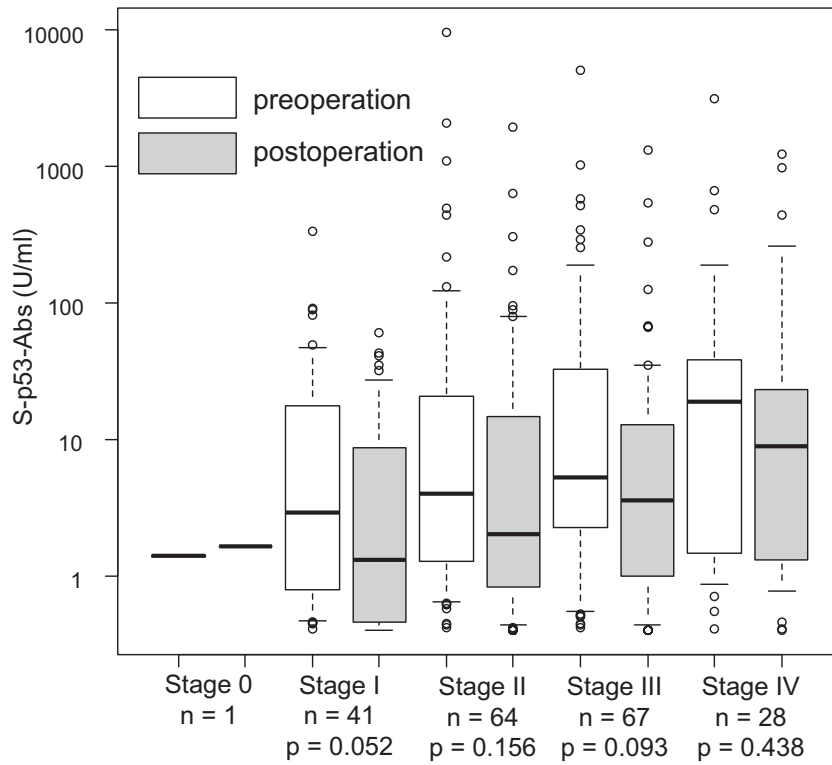 10000
1000
100
10
1
S-p53-Abs (U/ml)
preoperation
postoperation
Stage 0
n = 1
Stage I
n = 41
p = 0.052
Stage II
n = 64
p = 0.156
Stage III
n = 67
p = 0.093
Stage IV
n = 28
p = 0.438